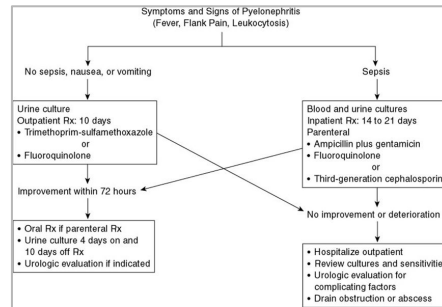 Symptoms and Signs of Pyelonephritis
(Fever, Flank Pain, Leukocytosis)
No sepsis, nausea, or vomiting
Urine culture
Outpatient Rx: 10 days
• Trimethoprim-sulfamethoxazole
or
• Fluoroquinolone
Sepsis
Blood and urine cultures
Inpatient Rx: 14 to 21 days
Parenteral
• Ampicillin plus gentamicin
• Fluoroquinolone
or
• Third-generation cephalosporin
Improvement within 72 hours
• Oral Rx if parenteral Rx
• Urine culture 4 days on and
10 days off Rx
• Urologic evaluation if indicated
No improvement or deterioration
• Hospitalize outpatient
• Review cultures and sensitivities
• Urologic evaluation for
complicating factors
• Drain obstruction or abscess